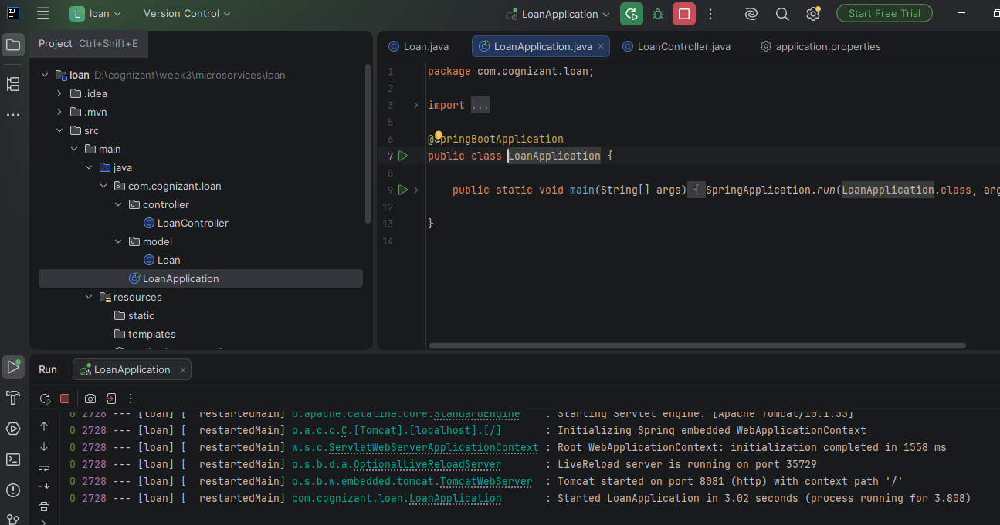 L loan Version Control LoanApplication Start Free Trial
Project Ctrl+Shift+E
loan D:\cognizant\week3\microservices\loan
.idea
.mvn
src
main
java
com.cognizant.loan
controller
LoanController
model
Loan
LoanApplication
resources
static
templates
Loan.java LoanApplication.java LoanController.java application.properties
1 package com.cognizant.loan;
2
3 import ...
5
6 @SpringBootApplication
7 public class LoanApplication {
8
9 public static void main(String[] args) { SpringApplication.run(LoanApplication.class, arg
12
13 }
14
Run LoanApplication
O 2728 --- [loan] [ restartedMain] o.apache.catalina.core.StandardEngine : Starting Servlet engine: [Apache Tomcat/10.1.35]
O 2728 --- [loan] [ restartedMain] o.a.c.c.C.[Tomcat].[localhost].[/] : Initializing Spring embedded WebApplicationContext
O 2728 --- [loan] [ restartedMain] w.s.c.ServletWebServerApplicationContext : Root WebApplicationContext: initialization completed in 1558 ms
O 2728 --- [loan] [ restartedMain] o.s.b.d.a.OptionalLiveReloadServer : LiveReload server is running on port 35729
O 2728 --- [loan] [ restartedMain] o.s.b.w.embedded.tomcat.TomcatWebServer : Tomcat started on port 8081 (http) with context path '/'
O 2728 --- [loan] [ restartedMain] com.cognizant.loan.LoanApplication : Started LoanApplication in 3.02 seconds (process running for 3.808)